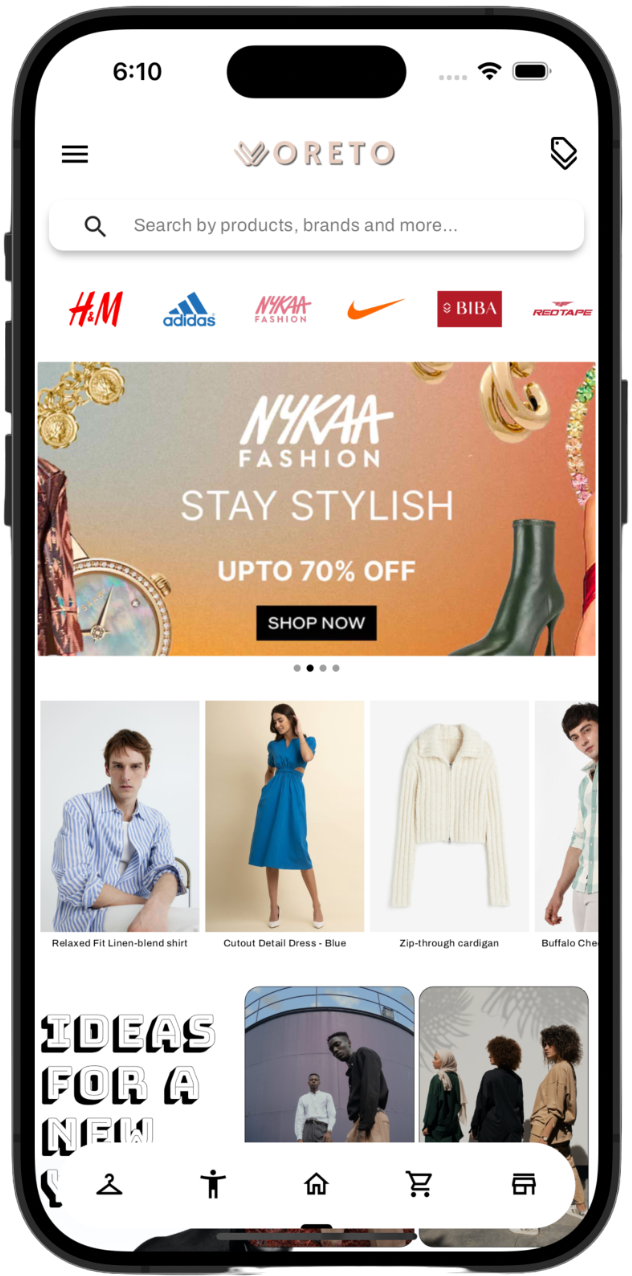 6:10
WORETO
Search by products, brands and more...
H&M
adidas
NYKAA
FASHION
BIBA
REDTAPE
NYKAA
FASHION
STAY STYLISH
UPTO 70% OFF
SHOP NOW
Relaxed Fit Linen-blend shirt
Cutout Detail Dress - Blue
Zip-through cardigan
Buffalo Che
IDEAS
FOR A
NEW